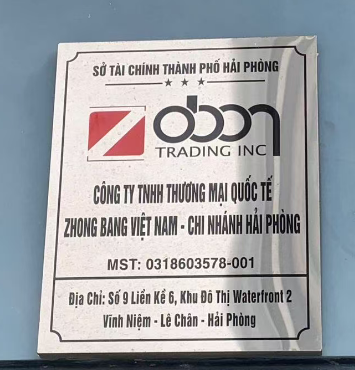 SỞ TÀI CHÍNH THÀNH PHỐ HẢI PHÒNG
Z obon
TRADING INC
CÔNG TY TNHH THƯƠNG MẠI QUỐC TẾ
ZHONG BANG VIỆT NAM - CHI NHÁNH HẢI PHÒNG
MST: 0318603578-001
Địa Chỉ: Số 9 Liền Kề 6, Khu Đô Thị Waterfront 2
Vĩnh Niệm - Lê Chân - Hải Phòng